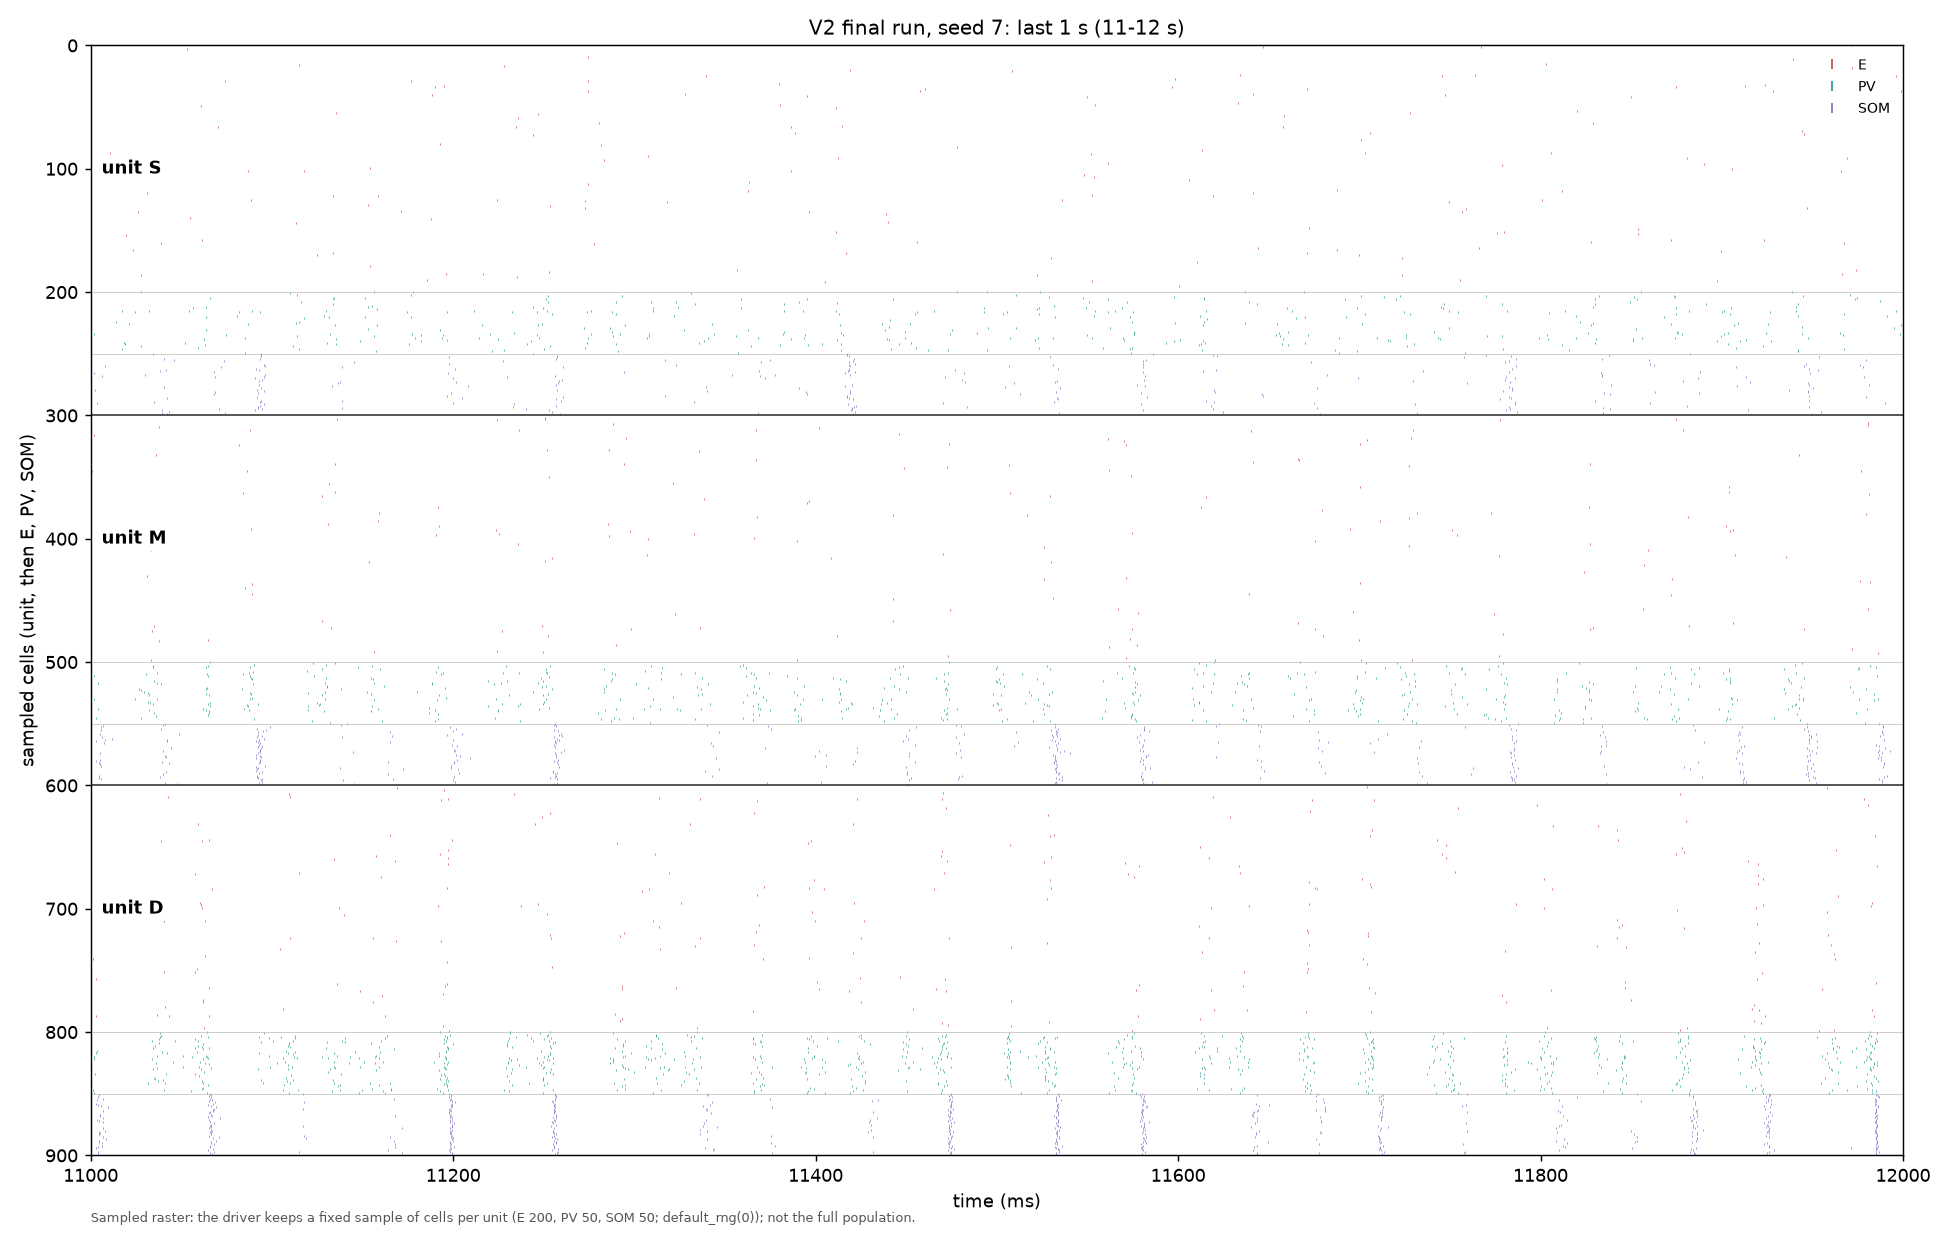 V2 final run, seed 7: last 1 s (11-12 s)
E
PV
SOM
unit S
unit M
unit D
sampled cells (unit, then E, PV, SOM)
0
100
200
300
400
500
600
700
800
900
11000
11200
11400
11600
11800
12000
time (ms)
Sampled raster: the driver keeps a fixed sample of cells per unit (E 200, PV 50, SOM 50; default_rng(0)); not the full population.